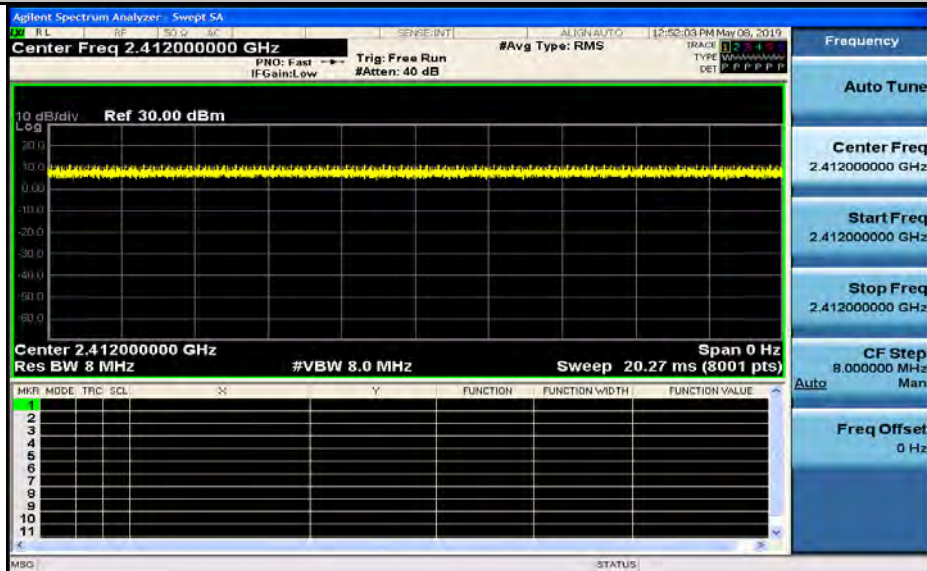 Agilent Spectrum Analyzer - Swept SA
RL RF 50 Ω AC SENSE:INT ALIGN AUTO 12:52:03 PM May 08, 2019
Center Freq 2.412000000 GHz
#Avg Type: RMS
TRACE 1 2 3 4 5 6
PNO: Fast
Trig: Free Run
TYPE
IFGain:Low
#Atten: 40 dB
DET P P P P P P
10 dB/div Ref 30.00 dBm
Log
20.0
10.0
0.00
-10.0
-20.0
-30.0
-40.0
-50.0
-60.0
Center 2.412000000 GHz
Span 0 Hz
Res BW 8 MHz
#VBW 8.0 MHz
Sweep 20.27 ms (8001 pts)
MKR MODE TRC SCL X Y FUNCTION FUNCTION WIDTH FUNCTION VALUE
1
2
3
4
5
6
7
8
9
10
11
MSG
STATUS
Frequency
Auto Tune
Center Freq
2.412000000 GHz
Start Freq
2.412000000 GHz
Stop Freq
2.412000000 GHz
CF Step
8.000000 MHz
Auto Man
Freq Offset
0 Hz